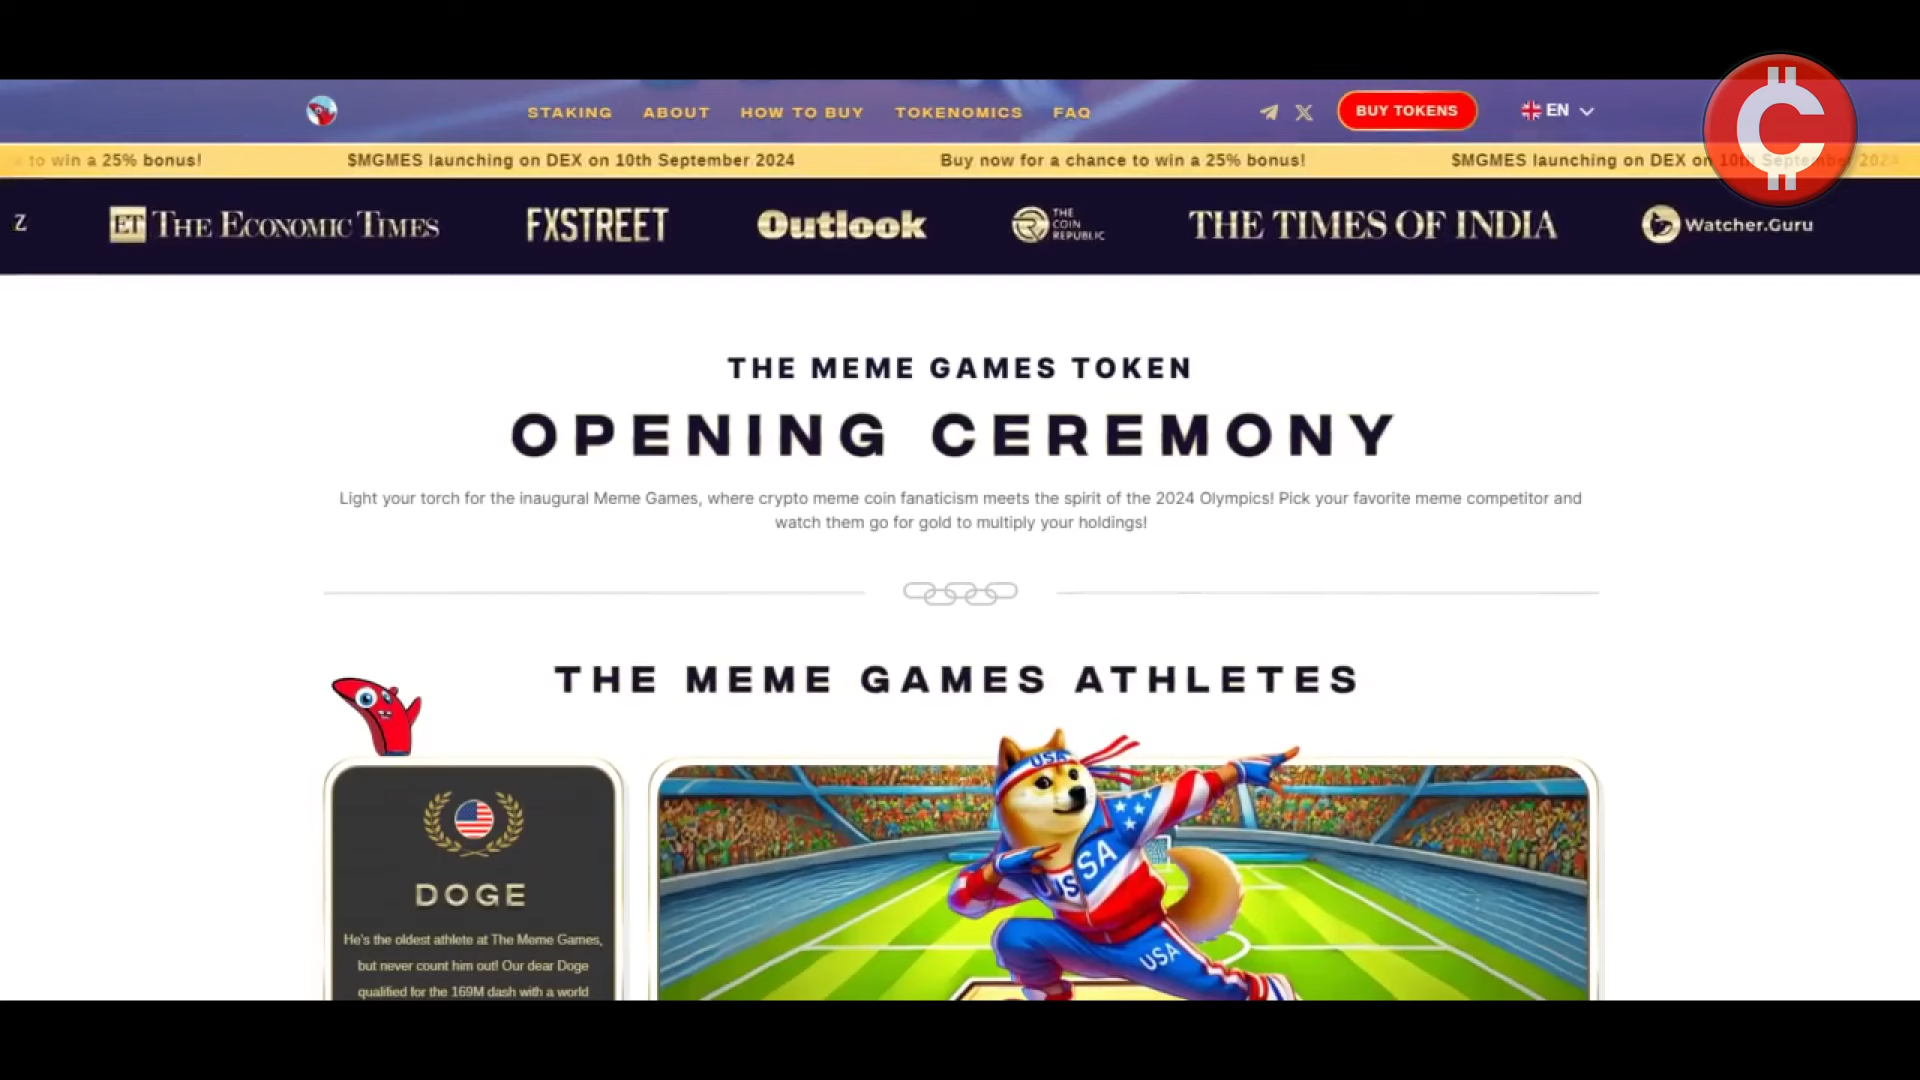 STAKING ABOUT HOW TO BUY TOKENOMICS FAQ BUY TOKENS EN
to win a 25% bonus! $MGMES launching on DEX on 10th September 2024 Buy now for a chance to win a 25% bonus! $MGMES launching on DEX on 10th September 2024
Z ET THE ECONOMIC TIMES FXSTREET Outlook THE COIN REPUBLIC THE TIMES OF INDIA Watcher.Guru
THE MEME GAMES TOKEN
OPENING CEREMONY
Light your torch for the inaugural Meme Games, where crypto meme coin fanaticism meets the spirit of the 2024 Olympics! Pick your favorite meme competitor and
watch them go for gold to multiply your holdings!
THE MEME GAMES ATHLETES
USA
USA
USA
USA
DOGE
He's the oldest athlete at The Meme Games,
but never count him out! Our dear Doge
qualified for the 169M dash with a world